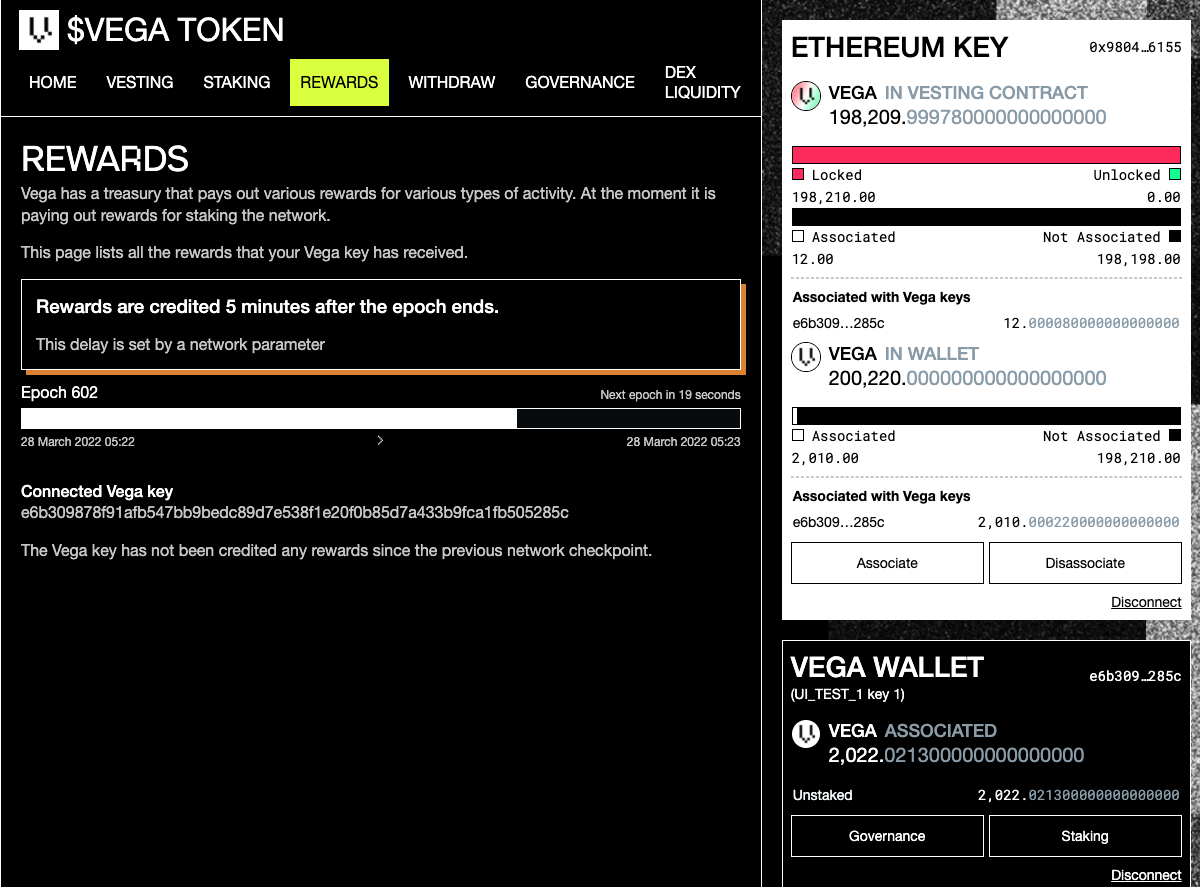 $VEGA TOKEN
HOME VESTING STAKING REWARDS WITHDRAW GOVERNANCE DEX
LIQUIDITY
REWARDS
Vega has a treasury that pays out various rewards for various types of activity. At the moment it is
paying out rewards for staking the network.
This page lists all the rewards that your Vega key has received.
Rewards are credited 5 minutes after the epoch ends.
This delay is set by a network parameter
Epoch 602 Next epoch in 19 seconds
28 March 2022 05:22 > 28 March 2022 05:23
Connected Vega key
e6b309878f91afb547bb9bedc89d7e538f1e20f0b85d7a433b9fca1fb505285c
The Vega key has not been credited any rewards since the previous network checkpoint.
ETHEREUM KEY 0x9804…6155
VEGA IN VESTING CONTRACT
198,209.999780000000000000
Locked Unlocked
198,210.00 0.00
Associated Not Associated
12.00 198,198.00
Associated with Vega keys
e6b309…285c 12.000080000000000000
VEGA IN WALLET
200,220.000000000000000000
Associated Not Associated
2,010.00 198,210.00
Associated with Vega keys
e6b309…285c 2,010.000220000000000000
Associate Disassociate
Disconnect
VEGA WALLET e6b309…285c
(UI_TEST_1 key 1)
VEGA ASSOCIATED
2,022.021300000000000000
Unstaked 2,022.021300000000000000
Governance Staking
Disconnect